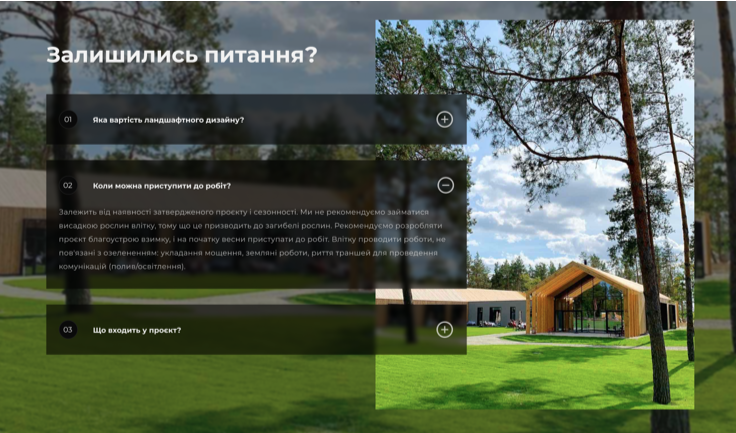 Залишились питання?
01 Яка вартість ландшафтного дизайну?
02 Коли можна приступити до робіт?
Залежить від наявності затвердженого проєкту і сезонності. Ми не рекомендуємо займатися
висадкою рослин влітку, тому що це призводить до загибелі рослин. Рекомендуємо розробляти
проєкт благоустрою взимку, і на початку весни приступати до робіт. Влітку проводити роботи, не
пов'язані з озелененням: укладання мощення, земляні роботи, риття траншей для проведення
комунікацій (полив/освітлення).
03 Що входить у проєкт?